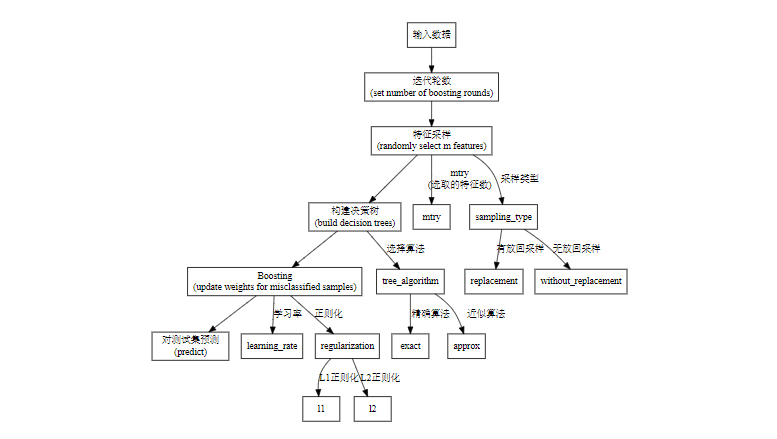 输入数据
迭代轮数
(set number of boosting rounds)
特征采样
(randomly select m features)
mtry
(选取的特征数)
采样类型
构建决策树
(build decision trees)
mtry
sampling_type
选择算法
有放回采样
无放回采样
Boosting
(update weights for misclassified samples)
tree_algorithm
replacement
without_replacement
学习率
正则化
精确算法
近似算法
对测试集预测
(predict)
learning_rate
regularization
exact
approx
L1正则化
L2正则化
l1
l2